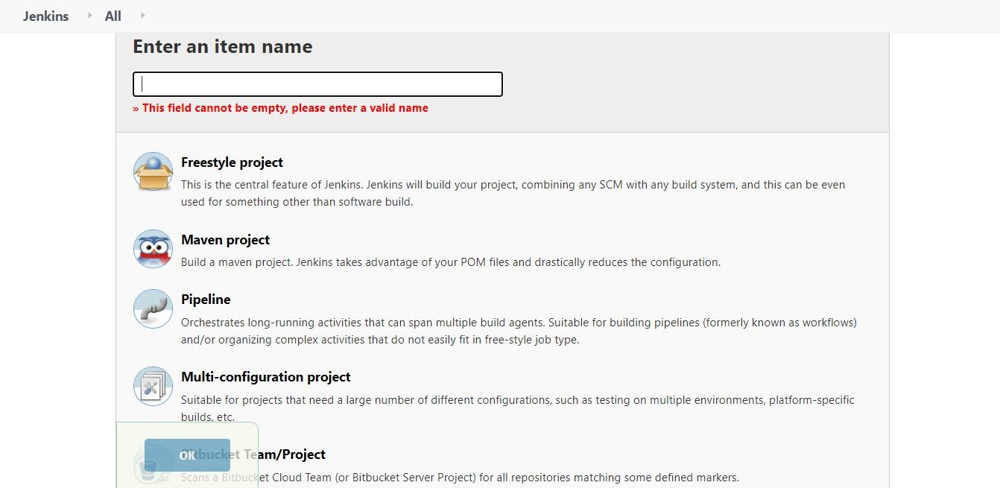 Jenkins All
Enter an item name
» This field cannot be empty, please enter a valid name
Freestyle project
This is the central feature of Jenkins. Jenkins will build your project, combining any SCM with any build system, and this can be even
used for something other than software build.
Maven project
Build a maven project. Jenkins takes advantage of your POM files and drastically reduces the configuration.
Pipeline
Orchestrates long-running activities that can span multiple build agents. Suitable for building pipelines (formerly known as workflows)
and/or organizing complex activities that do not easily fit in free-style job type.
Multi-configuration project
Suitable for projects that need a large number of different configurations, such as testing on multiple environments, platform-specific
builds, etc.
OK
Bitbucket Team/Project
Scans a Bitbucket Cloud Team (or Bitbucket Server Project) for all repositories matching some defined markers.